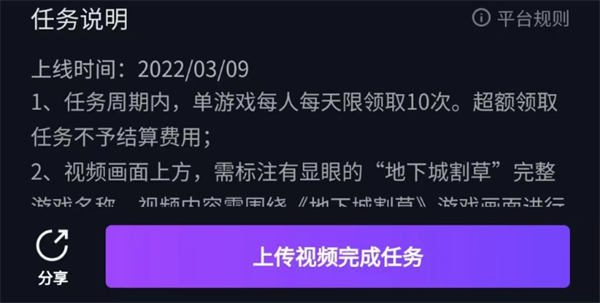 任务说明
平台规则
上线时间：2022/03/09
1、任务周期内，单游戏每人每天限领取10次。超额领取
任务不予结算费用；
2、视频画面上方，需标注有显眼的“地下城割草”完整
游戏名称，视频内容需围绕《地下城割草》游戏画面进行
分享
上传视频完成任务